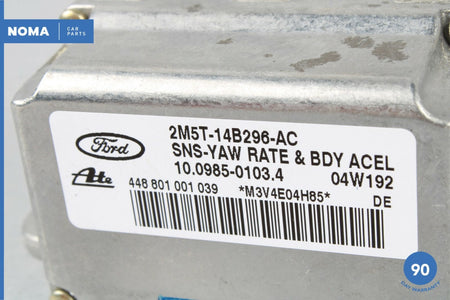 NOMA CAR PARTS
2M5T-14B296-AC
Ford
SNS-YAW RATE & BDY ACEL
10.0985-0103.4 04W192
Ate
448 801 001 039 *M3V4E04H85* DE
90
DAY WARRANTY